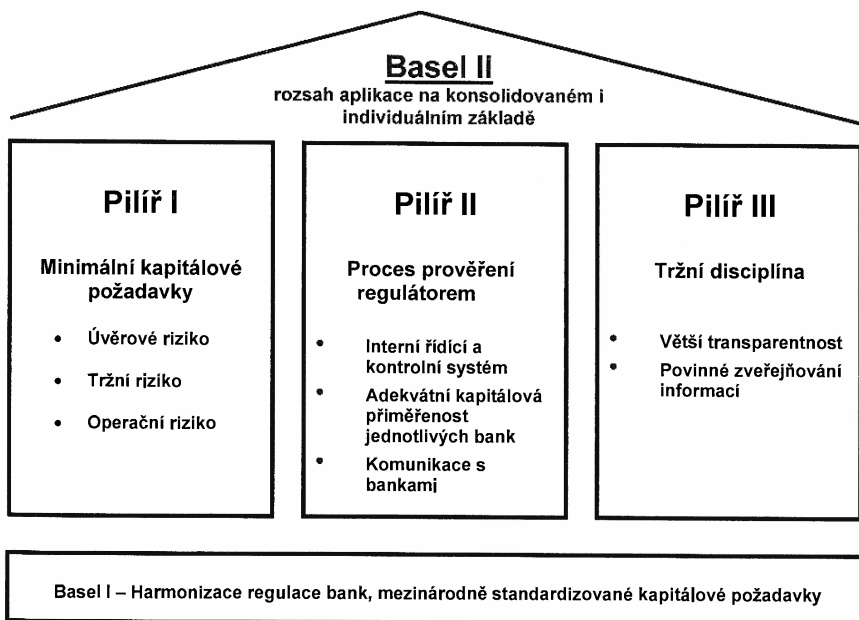 Basel II
rozsah aplikace na konsolidovaném i
individuálním základě
Pilíř I
Minimální kapitálové
požadavky
• Úvěrové riziko
• Tržní riziko
• Operační riziko
Pilíř II
Proces prověření
regulátorem
• Interní řídící a
kontrolní systém
• Adekvátní kapitálová
přiměřenost
jednotlivých bank
• Komunikace s
bankami
Pilíř III
Tržní disciplína
• Větší transparentnost
• Povinné zveřejňování
informací
Basel I – Harmonizace regulace bank, mezinárodně standardizované kapitálové požadavky